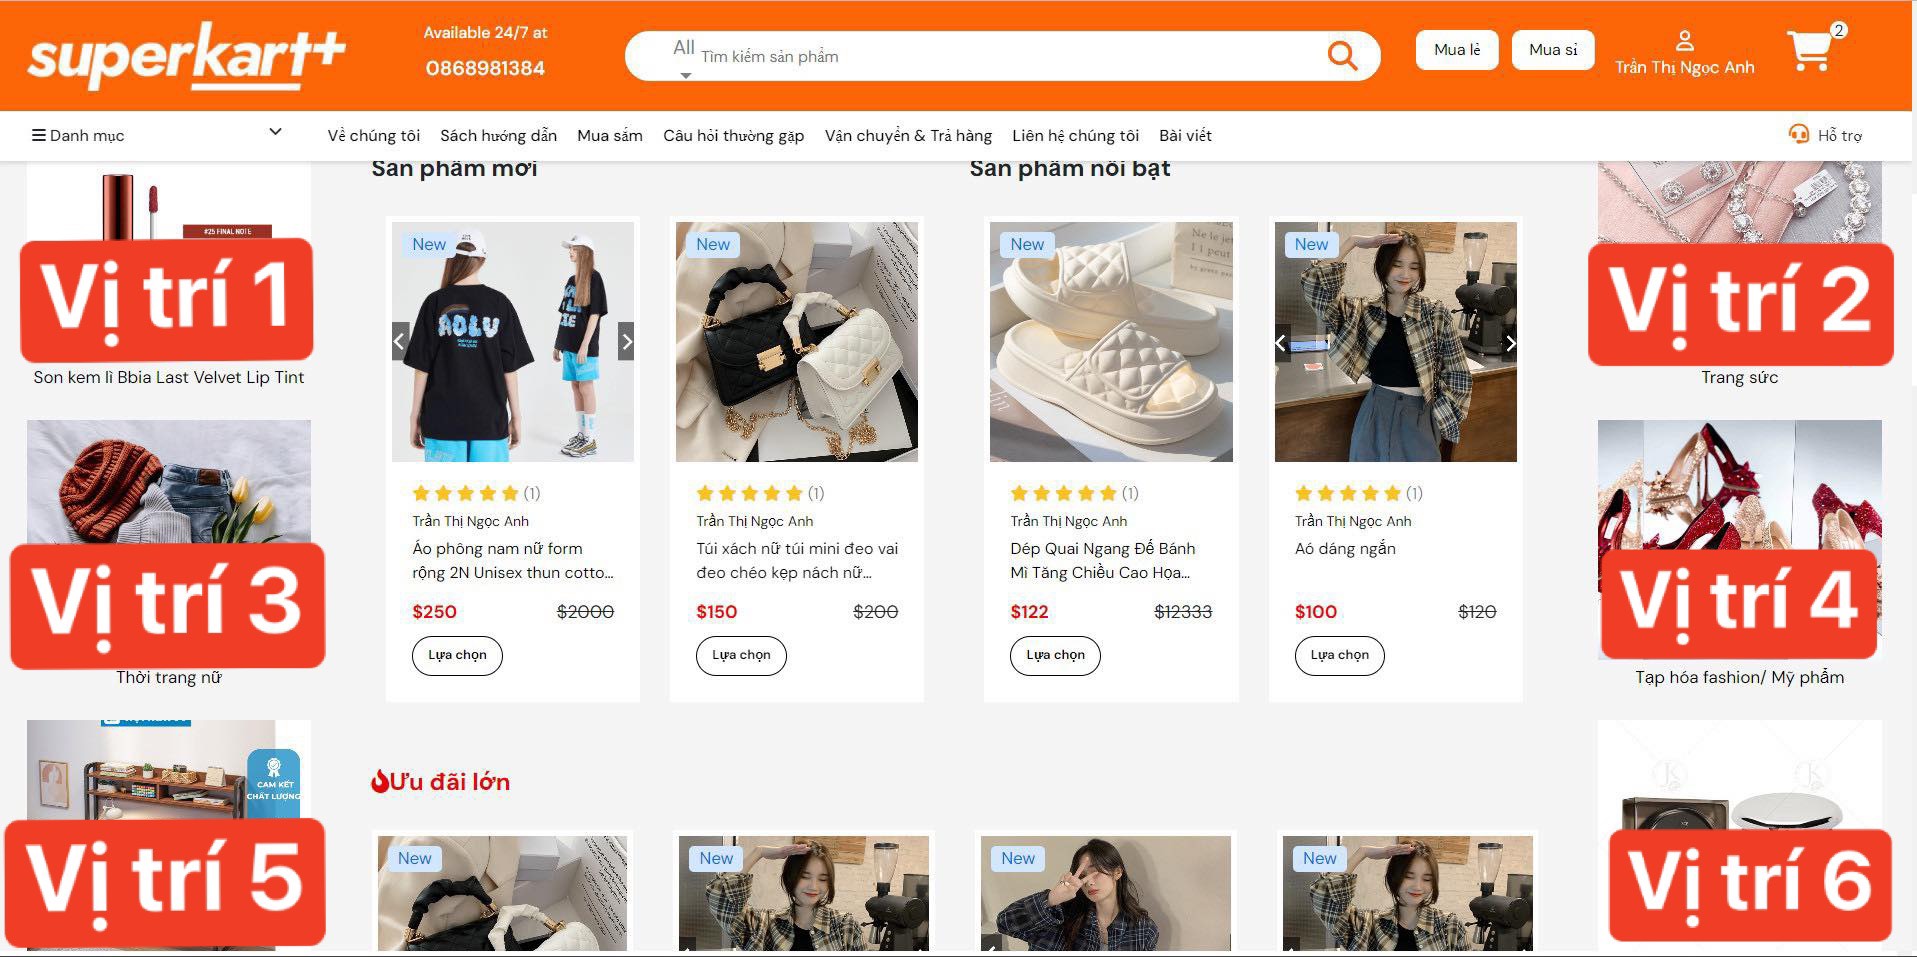 superkart+
Available 24/7 at
0868981384
All
Tìm kiếm sản phẩm
Mua lẻ
Mua sỉ
Trần Thị Ngọc Anh
2
Danh mục
Về chúng tôi
Sách hướng dẫn
Mua sắm
Câu hỏi thường gặp
Vận chuyển & Trả hàng
Liên hệ chúng tôi
Bài viết
Hỗ trợ
Sản phẩm mới
Sản phẩm nổi bật
#25 FINAL NOTE
Vị trí 1
Son kem lì Bbia Last Velvet Lip Tint
Vị trí 2
Trang sức
New
New
New
New
(1)
Trần Thị Ngọc Anh
Áo phông nam nữ form
rộng 2N Unisex thun cotto...
$250
$2000
Lựa chọn
(1)
Trần Thị Ngọc Anh
Túi xách nữ túi mini đeo vai
đeo chéo kẹp nách nữ...
$150
$200
Lựa chọn
(1)
Trần Thị Ngọc Anh
Dép Quai Ngang Đế Bánh
Mì Tăng Chiều Cao Họa...
$122
$12333
Lựa chọn
(1)
Trần Thị Ngọc Anh
Aó dáng ngắn
$100
$120
Lựa chọn
Vị trí 3
Thời trang nữ
Vị trí 4
Tạp hóa fashion/ Mỹ phẩm
Ưu đãi lớn
CAM KẾT
CHẤT LƯỢNG
Vị trí 5
New
New
New
New
Vị trí 6